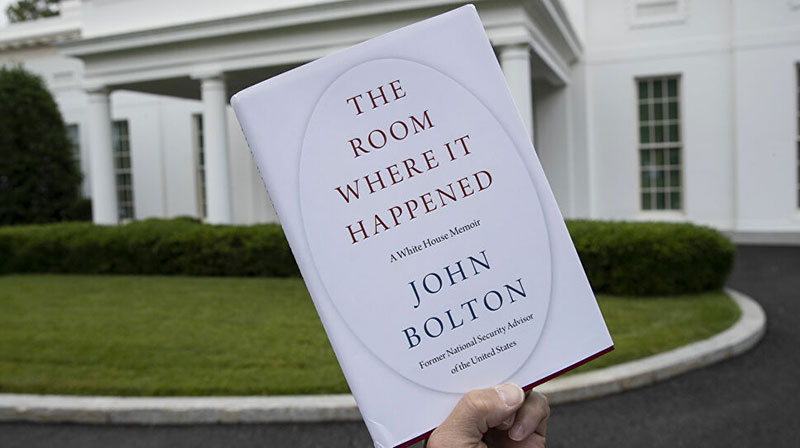 THE
ROOM
WHERE IT
HAPPENED
A White House Memoir
JOHN
BOLTON
Former National Security Advisor
of the United States